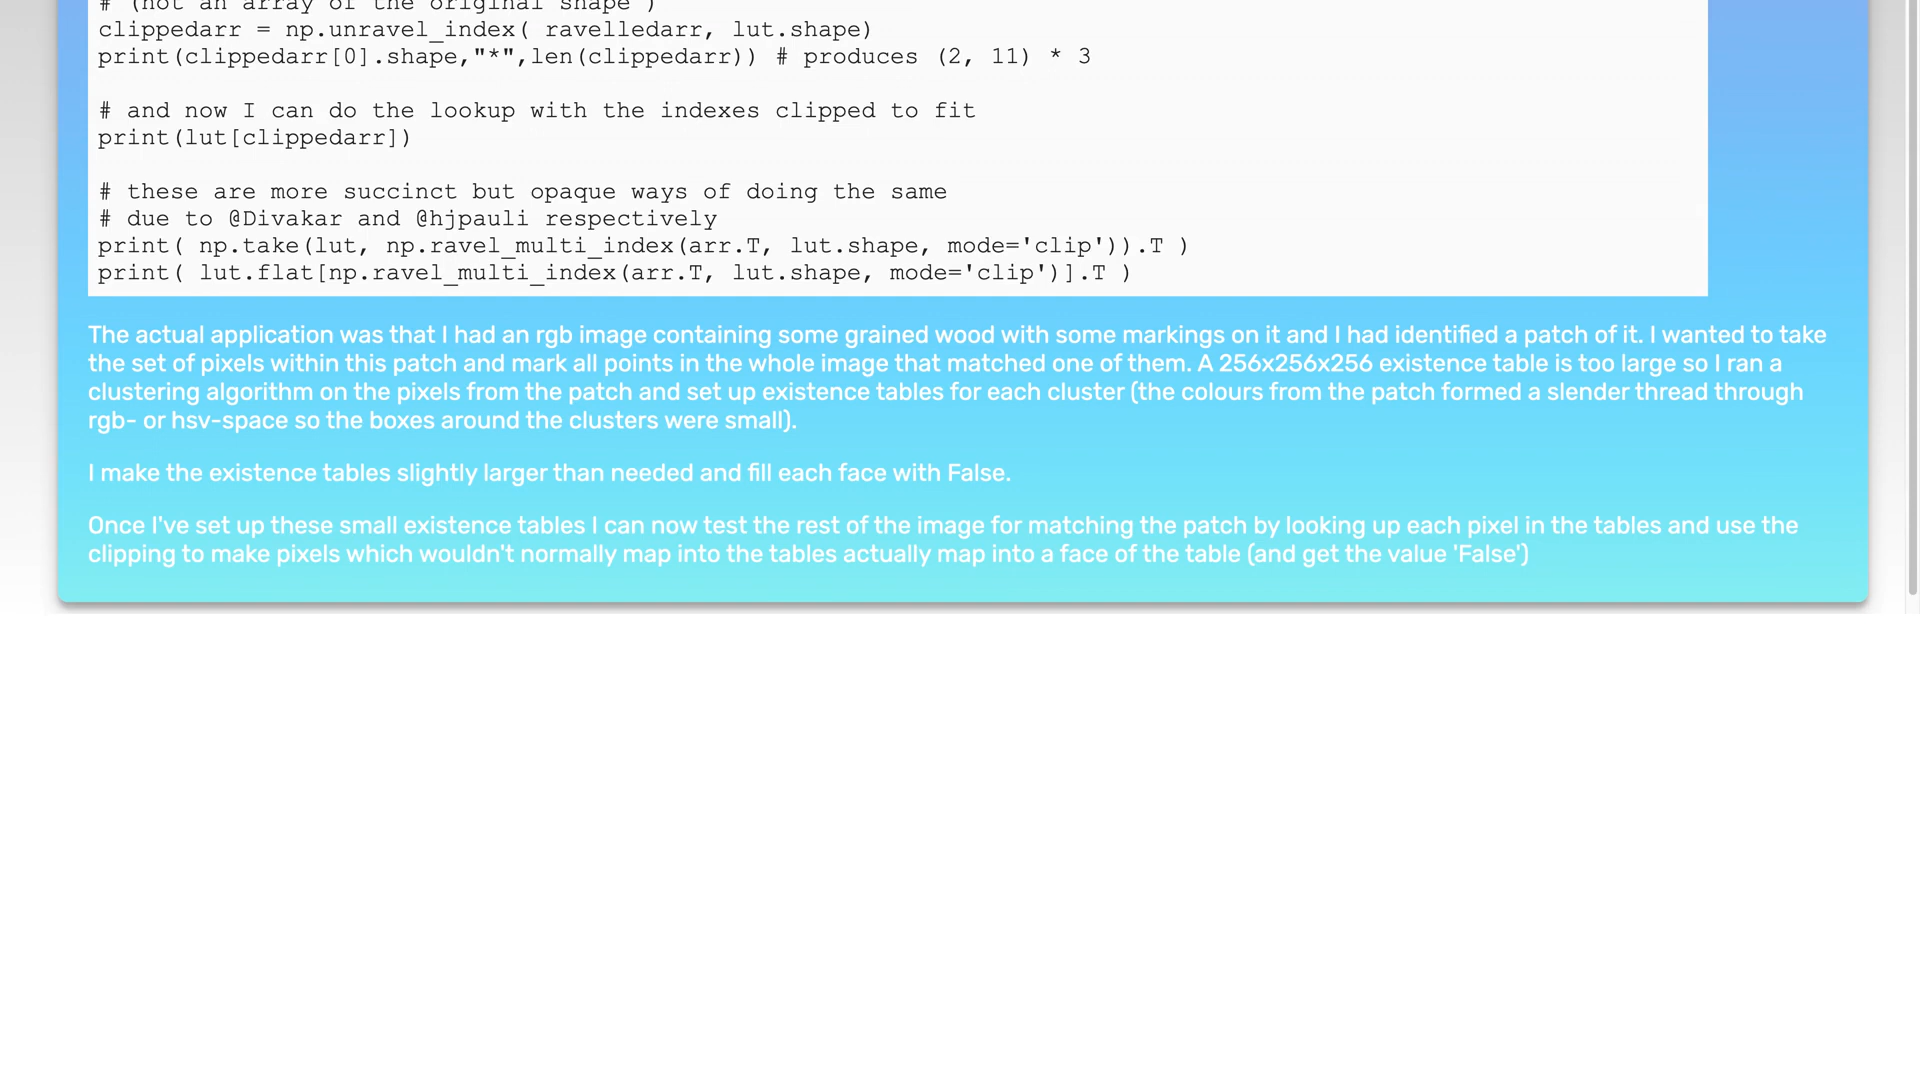 # (not an array of the original shape )
clippedarr = np.unravel_index( ravelledarr, lut.shape)
print(clippedarr[0].shape,"*",len(clippedarr)) # produces (2, 11) * 3
# and now I can do the lookup with the indexes clipped to fit
print(lut[clippedarr])
# these are more succinct but opaque ways of doing the same
# due to @Divakar and @hjpauli respectively
print( np.take(lut, np.ravel_multi_index(arr.T, lut.shape, mode='clip')).T )
print( lut.flat[np.ravel_multi_index(arr.T, lut.shape, mode='clip')].T )
The actual application was that I had an rgb image containing some grained wood with some markings on it and I had identified a patch of it. I wanted to take
the set of pixels within this patch and mark all points in the whole image that matched one of them. A 256x256x256 existence table is too large so I ran a
clustering algorithm on the pixels from the patch and set up existence tables for each cluster (the colours from the patch formed a slender thread through
rgb- or hsv-space so the boxes around the clusters were small).
I make the existence tables slightly larger than needed and fill each face with False.
Once I've set up these small existence tables I can now test the rest of the image for matching the patch by looking up each pixel in the tables and use the
clipping to make pixels which wouldn't normally map into the tables actually map into a face of the table (and get the value 'False')